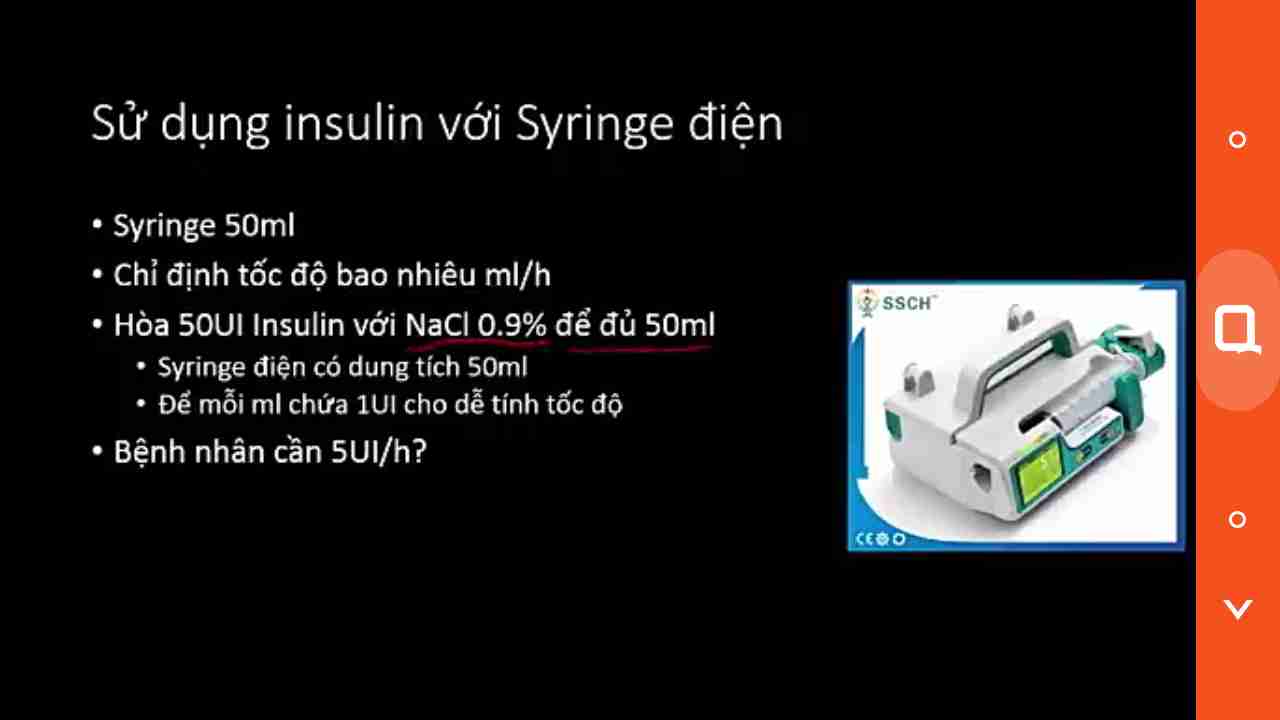 Sử dụng insulin với Syringe điện
• Syringe 50ml
• Chỉ định tốc độ bao nhiêu ml/h
• Hòa 50UI Insulin với NaCl 0.9% để đủ 50ml
• Syringe điện có dung tích 50ml
• Để mỗi ml chứa 1UI cho dễ tính tốc độ
• Bệnh nhân cần 5UI/h?
SSCH™
CE